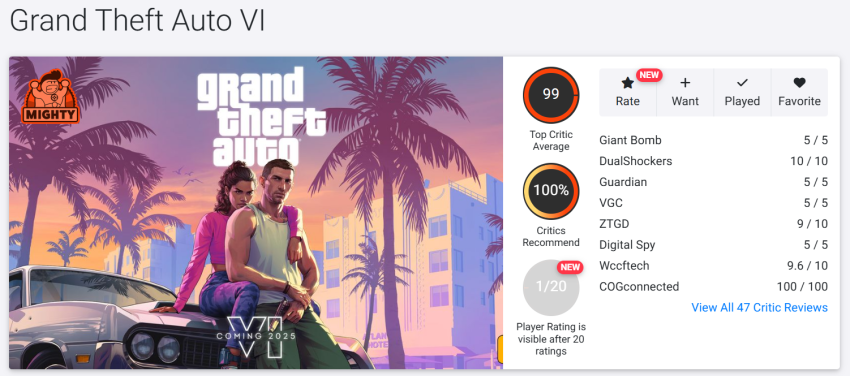 Grand Theft Auto VI
MIGHTY
grand
theft
auto
VI
COMING 2025
99
Top Critic
Average
100%
Critics
Recommend
NEW
1/20
Player Rating is
visible after 20
ratings
NEW
Rate
Want
Played
Favorite
Giant Bomb 5 / 5
DualShockers 10 / 10
Guardian 5 / 5
VGC 5 / 5
ZTGD 9 / 10
Digital Spy 5 / 5
Wccftech 9.6 / 10
COGconnected 100 / 100
View All 47 Critic Reviews